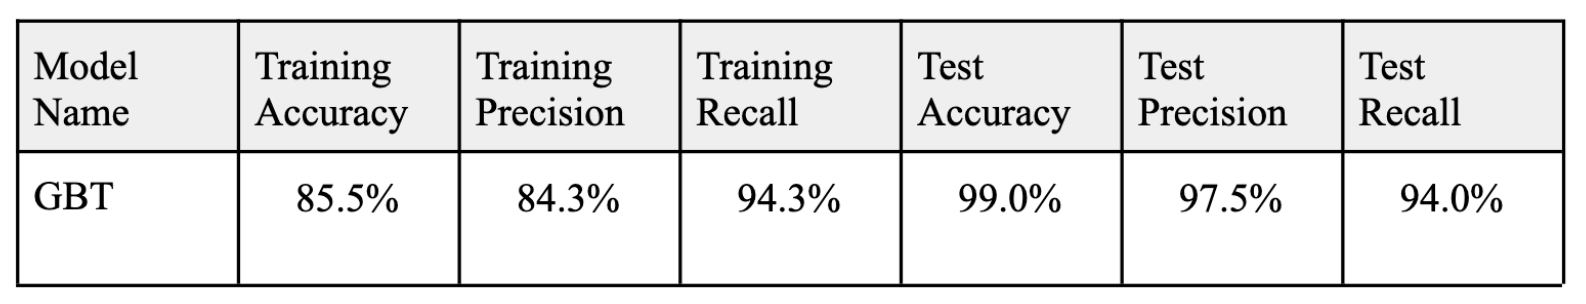 Model Name
Training Accuracy
Training Precision
Training Recall
Test Accuracy
Test Precision
Test Recall
GBT
85.5%
84.3%
94.3%
99.0%
97.5%
94.0%